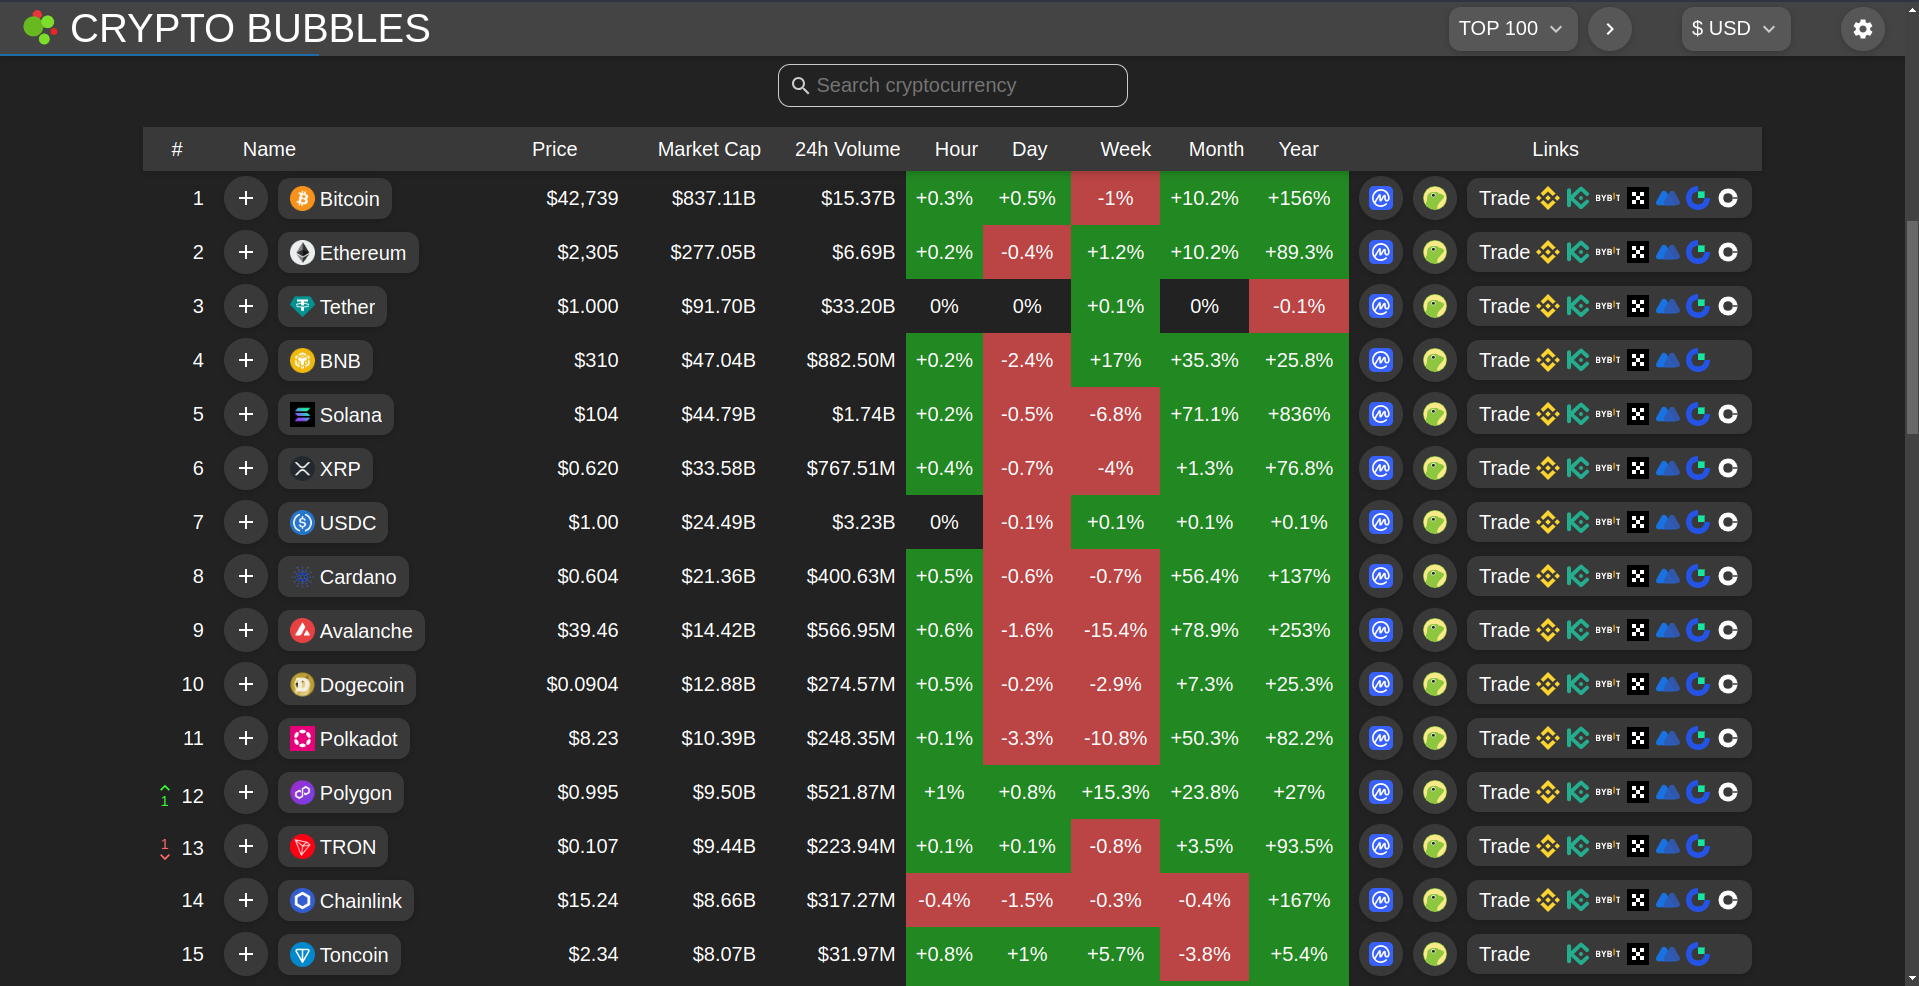 CRYPTO BUBBLES TOP 100 $ USD
Search cryptocurrency
# Name Price Market Cap 24h Volume Hour Day Week Month Year Links
1 Bitcoin $42,739 $837.11B $15.37B +0.3% +0.5% -1% +10.2% +156% Trade BYBIT
2 Ethereum $2,305 $277.05B $6.69B +0.2% -0.4% +1.2% +10.2% +89.3% Trade BYBIT
3 Tether $1.000 $91.70B $33.20B 0% 0% +0.1% 0% -0.1% Trade BYBIT
4 BNB $310 $47.04B $882.50M +0.2% -2.4% +17% +35.3% +25.8% Trade BYBIT
5 Solana $104 $44.79B $1.74B +0.2% -0.5% -6.8% +71.1% +836% Trade BYBIT
6 XRP $0.620 $33.58B $767.51M +0.4% -0.7% -4% +1.3% +76.8% Trade BYBIT
7 USDC $1.00 $24.49B $3.23B 0% -0.1% +0.1% +0.1% +0.1% Trade BYBIT
8 Cardano $0.604 $21.36B $400.63M +0.5% -0.6% -0.7% +56.4% +137% Trade BYBIT
9 Avalanche $39.46 $14.42B $566.95M +0.6% -1.6% -15.4% +78.9% +253% Trade BYBIT
10 Dogecoin $0.0904 $12.88B $274.57M +0.5% -0.2% -2.9% +7.3% +25.3% Trade BYBIT
11 Polkadot $8.23 $10.39B $248.35M +0.1% -3.3% -10.8% +50.3% +82.2% Trade BYBIT
1 12 Polygon $0.995 $9.50B $521.87M +1% +0.8% +15.3% +23.8% +27% Trade BYBIT
1 13 TRON $0.107 $9.44B $223.94M +0.1% +0.1% -0.8% +3.5% +93.5% Trade BYBIT
14 Chainlink $15.24 $8.66B $317.27M -0.4% -1.5% -0.3% -0.4% +167% Trade BYBIT
15 Toncoin $2.34 $8.07B $31.97M +0.8% +1% +5.7% -3.8% +5.4% Trade BYBIT